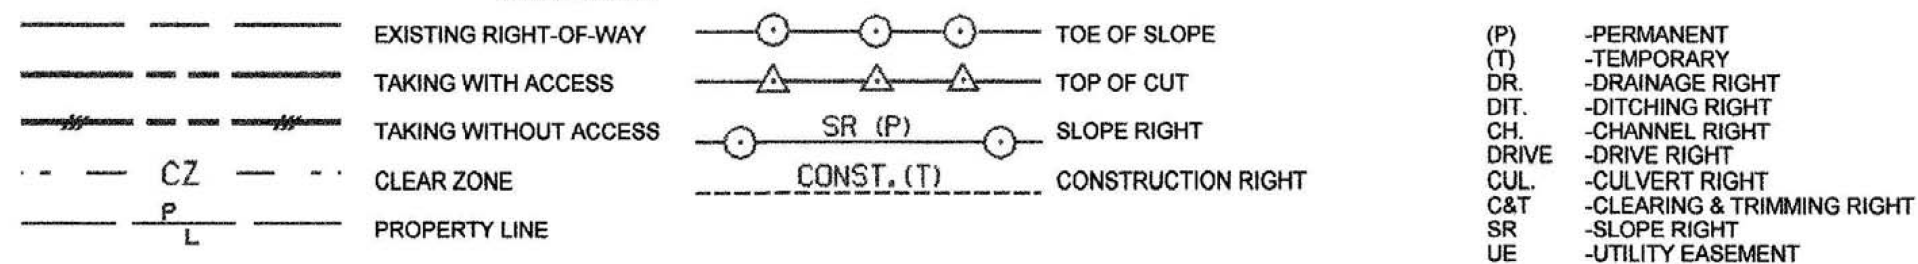 EXISTING RIGHT-OF-WAY
TAKING WITH ACCESS
TAKING WITHOUT ACCESS
CZ CLEAR ZONE
P
L
PROPERTY LINE
TOE OF SLOPE
TOP OF CUT
SR (P) SLOPE RIGHT
CONST.(T) CONSTRUCTION RIGHT
(P) -PERMANENT
(T) -TEMPORARY
DR. -DRAINAGE RIGHT
DIT. -DITCHING RIGHT
CH. -CHANNEL RIGHT
DRIVE -DRIVE RIGHT
CUL. -CULVERT RIGHT
C&T -CLEARING & TRIMMING RIGHT
SR -SLOPE RIGHT
UE -UTILITY EASEMENT